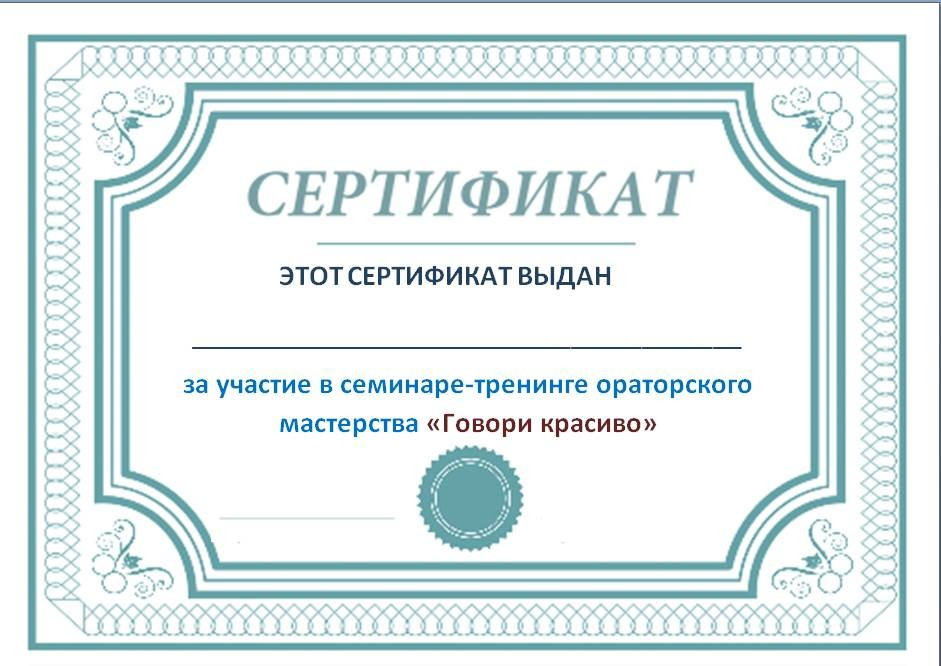 СЕРТИФИКАТ
ЭТОТ СЕРТИФИКАТ ВЫДАН
за участие в семинаре-тренинге ораторского
мастерства «Говори красиво»